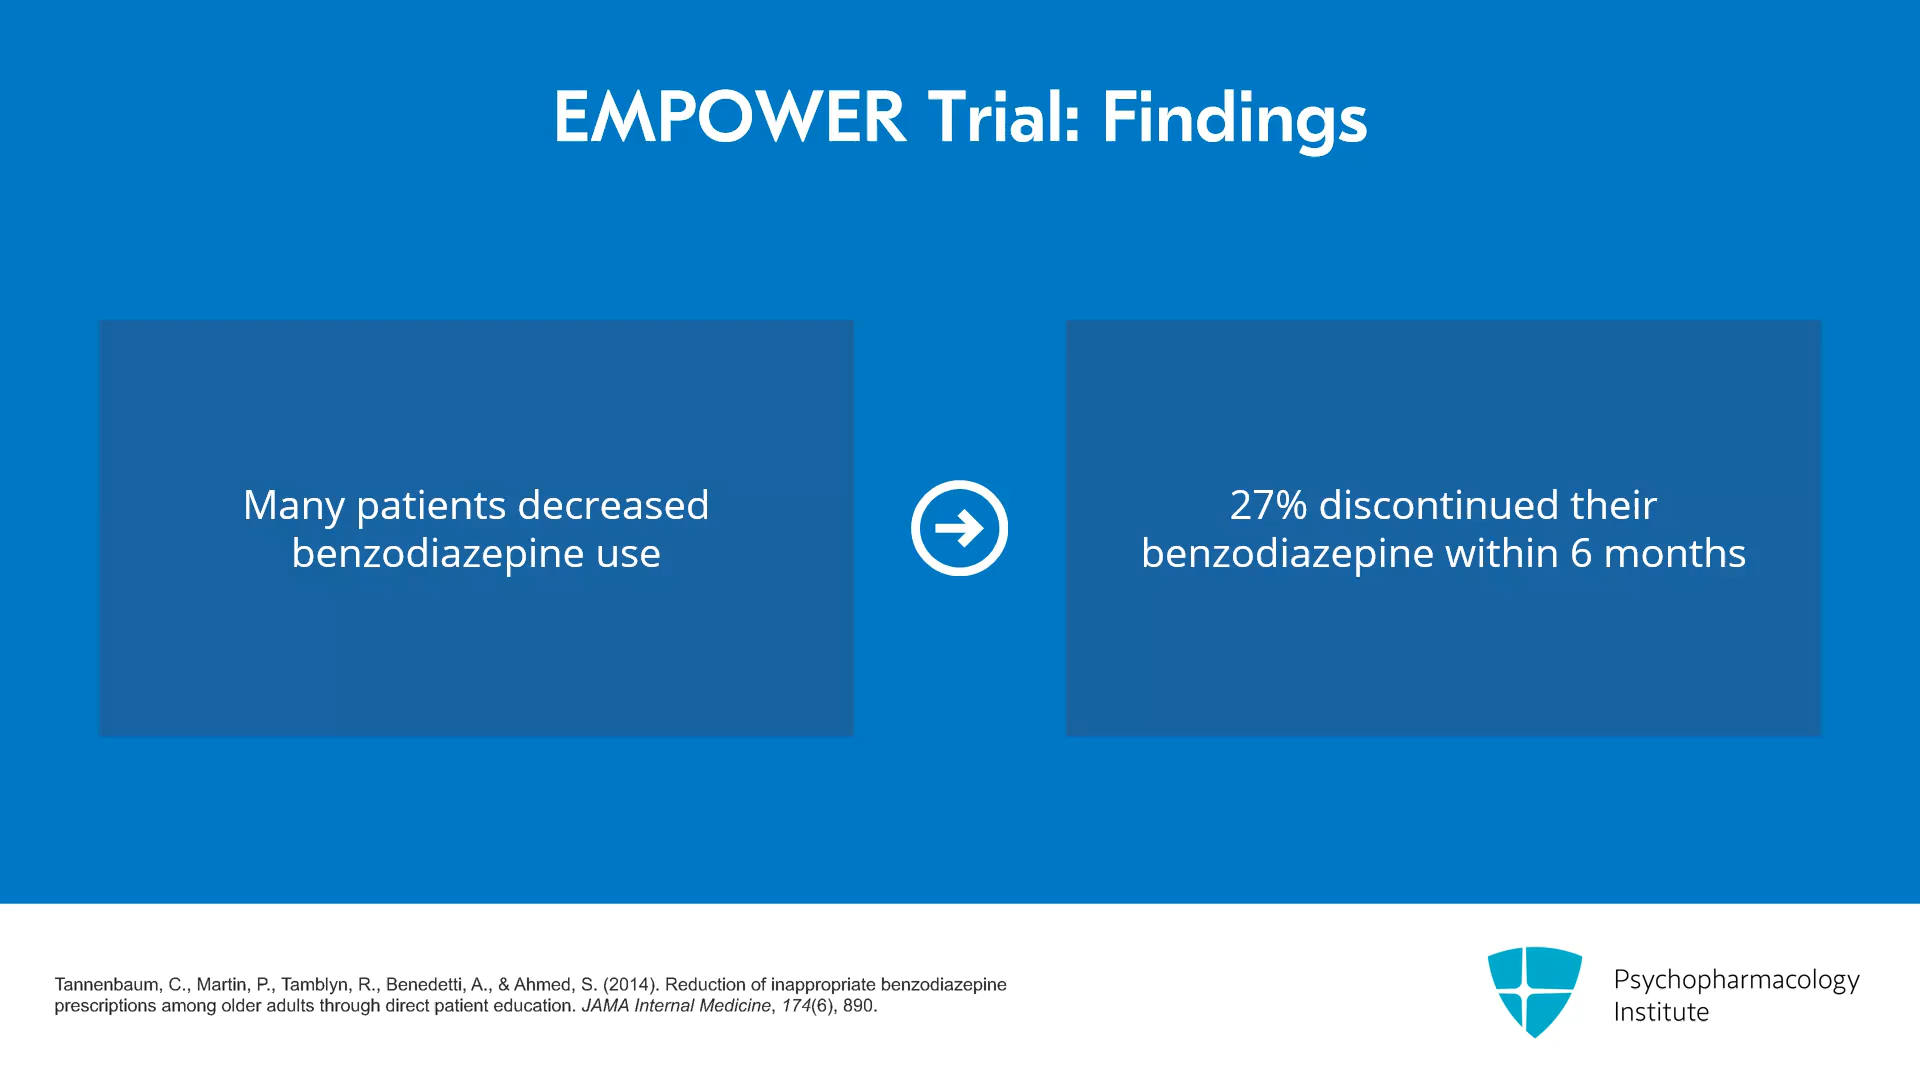 EMPOWER Trial: Findings
Many patients decreased
benzodiazepine use
27% discontinued their
benzodiazepine within 6 months
Tannenbaum, C., Martin, P., Tamblyn, R., Benedetti, A., & Ahmed, S. (2014). Reduction of inappropriate benzodiazepine
prescriptions among older adults through direct patient education. JAMA Internal Medicine, 174(6), 890.
Psychopharmacology
Institute